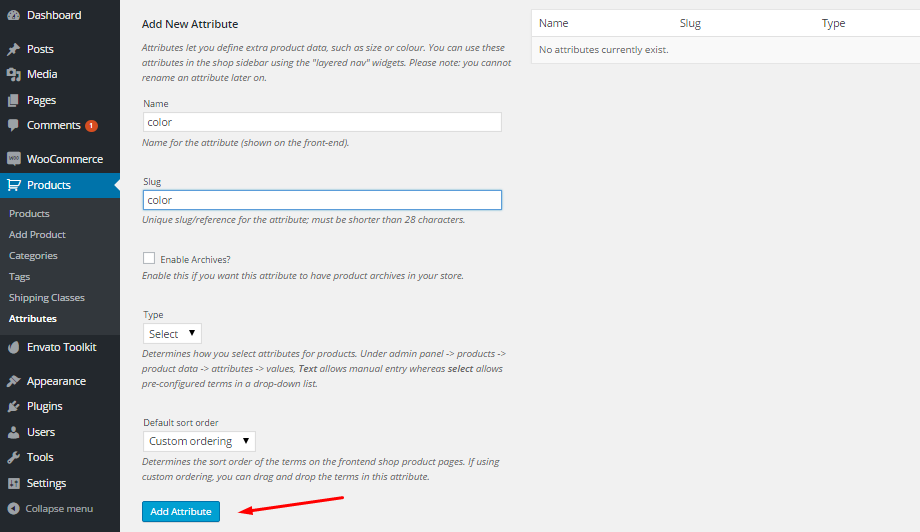 Dashboard
Posts
Media
Pages
Comments 1
WooCommerce
Products
Products
Add Product
Categories
Tags
Shipping Classes
Attributes
Envato Toolkit
Appearance
Plugins
Users
Tools
Settings
Collapse menu
Add New Attribute
Attributes let you define extra product data, such as size or colour. You can use these
attributes in the shop sidebar using the "layered nav" widgets. Please note: you cannot
rename an attribute later on.
Name
color
Name for the attribute (shown on the front-end).
Slug
color
Unique slug/reference for the attribute; must be shorter than 28 characters.
Enable Archives?
Enable this if you want this attribute to have product archives in your store.
Type
Select
Determines how you select attributes for products. Under admin panel -> products ->
product data -> attributes -> values, Text allows manual entry whereas select allows
pre-configured terms in a drop-down list.
Default sort order
Custom ordering
Determines the sort order of the terms on the frontend shop product pages. If using
custom ordering, you can drag and drop the terms in this attribute.
Add Attribute
Name Slug Type
No attributes currently exist.